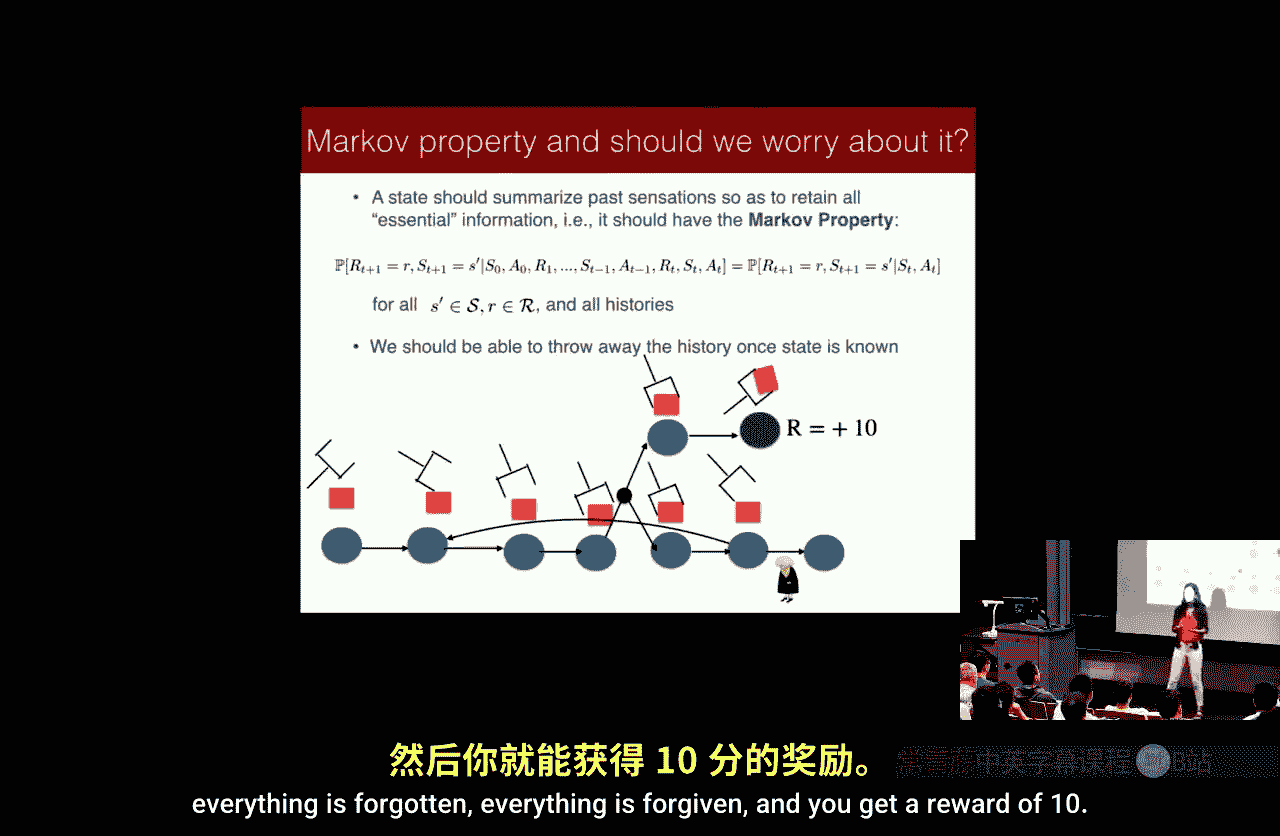 Markov property and should we worry about it?
• A state should summarize past sensations so as to retain all
“essential” information, i.e., it should have the Markov Property:
ℙ[R_{t+1} = r, S_{t+1} = s′|S_0, A_0, R_1, ..., S_{t−1}, A_{t−1}, R_t, S_t, A_t] = ℙ[R_{t+1} = r, S_{t+1} = s′|S_t, A_t]
for all s′ ∈ 𝒮, r ∈ ℛ, and all histories
• We should be able to throw away the history once state is known
R = + 10
然后你就能获得 10 分的奖励。
everything is forgotten, everything is forgiven, and you get a reward of 10.